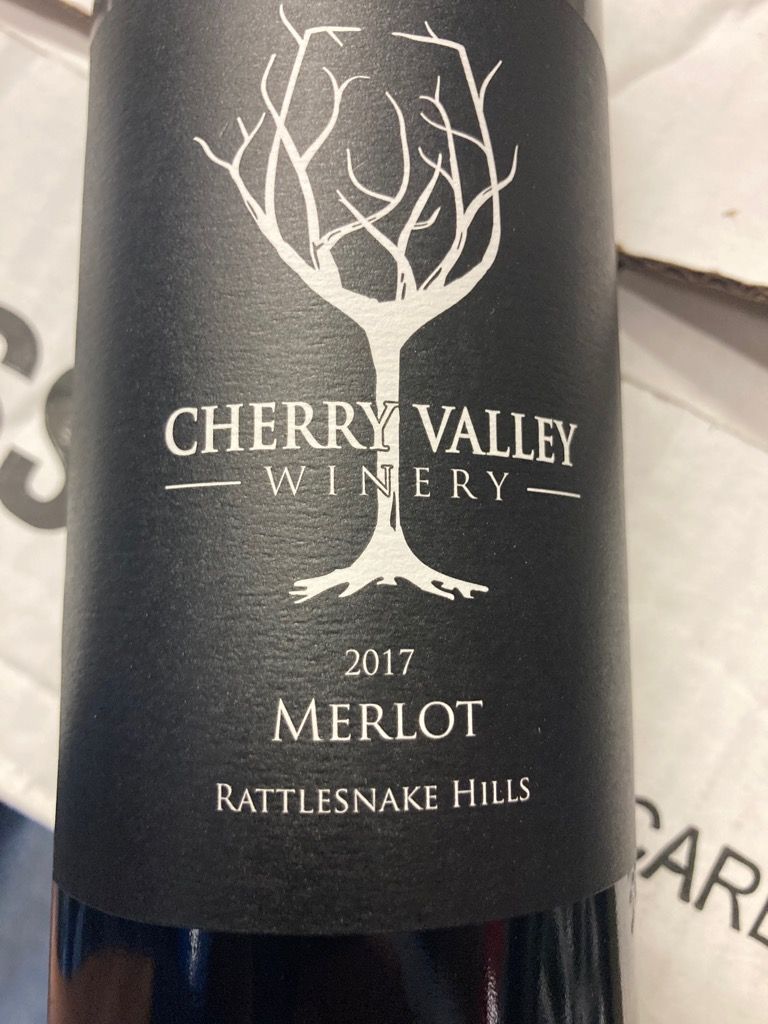 CHERRY VALLEY
WINERY
2017
MERLOT
RATTLESNAKE HILLS